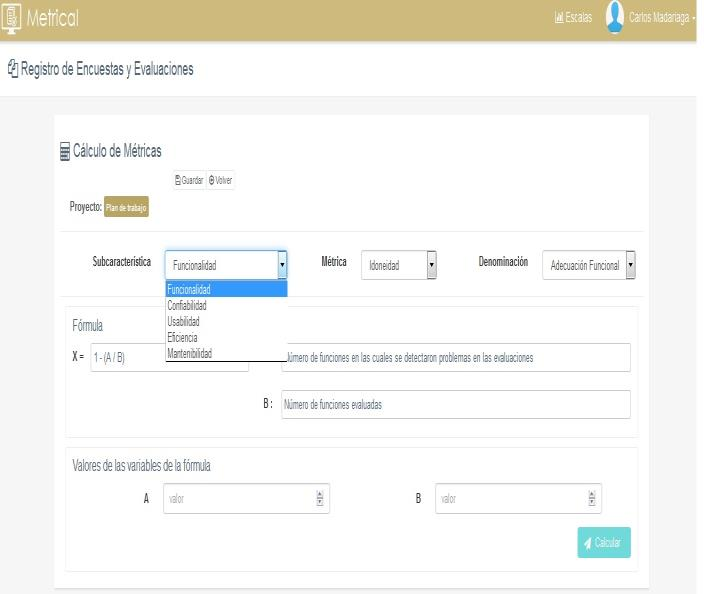 Metrical
Escalas
Carlos Madariaga
Registro de Encuestas y Evaluaciones
Cálculo de Métricas
Guardar Volver
Proyecto: Plan de trabajo
Subcaracterística Funcionalidad Métrica Idoneidad Denominación Adecuación Funcional
Funcionalidad
Confiabilidad
Usabilidad
Eficiencia
Mantenibilidad
Fórmula
X = 1 - (A / B) Número de funciones en las cuales se detectaron problemas en las evaluaciones
B : Número de funciones evaluadas
Valores de las variables de la fórmula
A valor B valor
Calcular